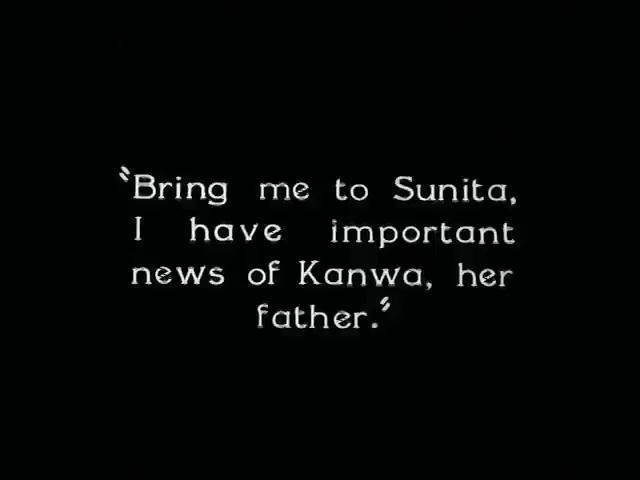 "Bring me to Sunita,
I have important
news of Kanwa, her
father."